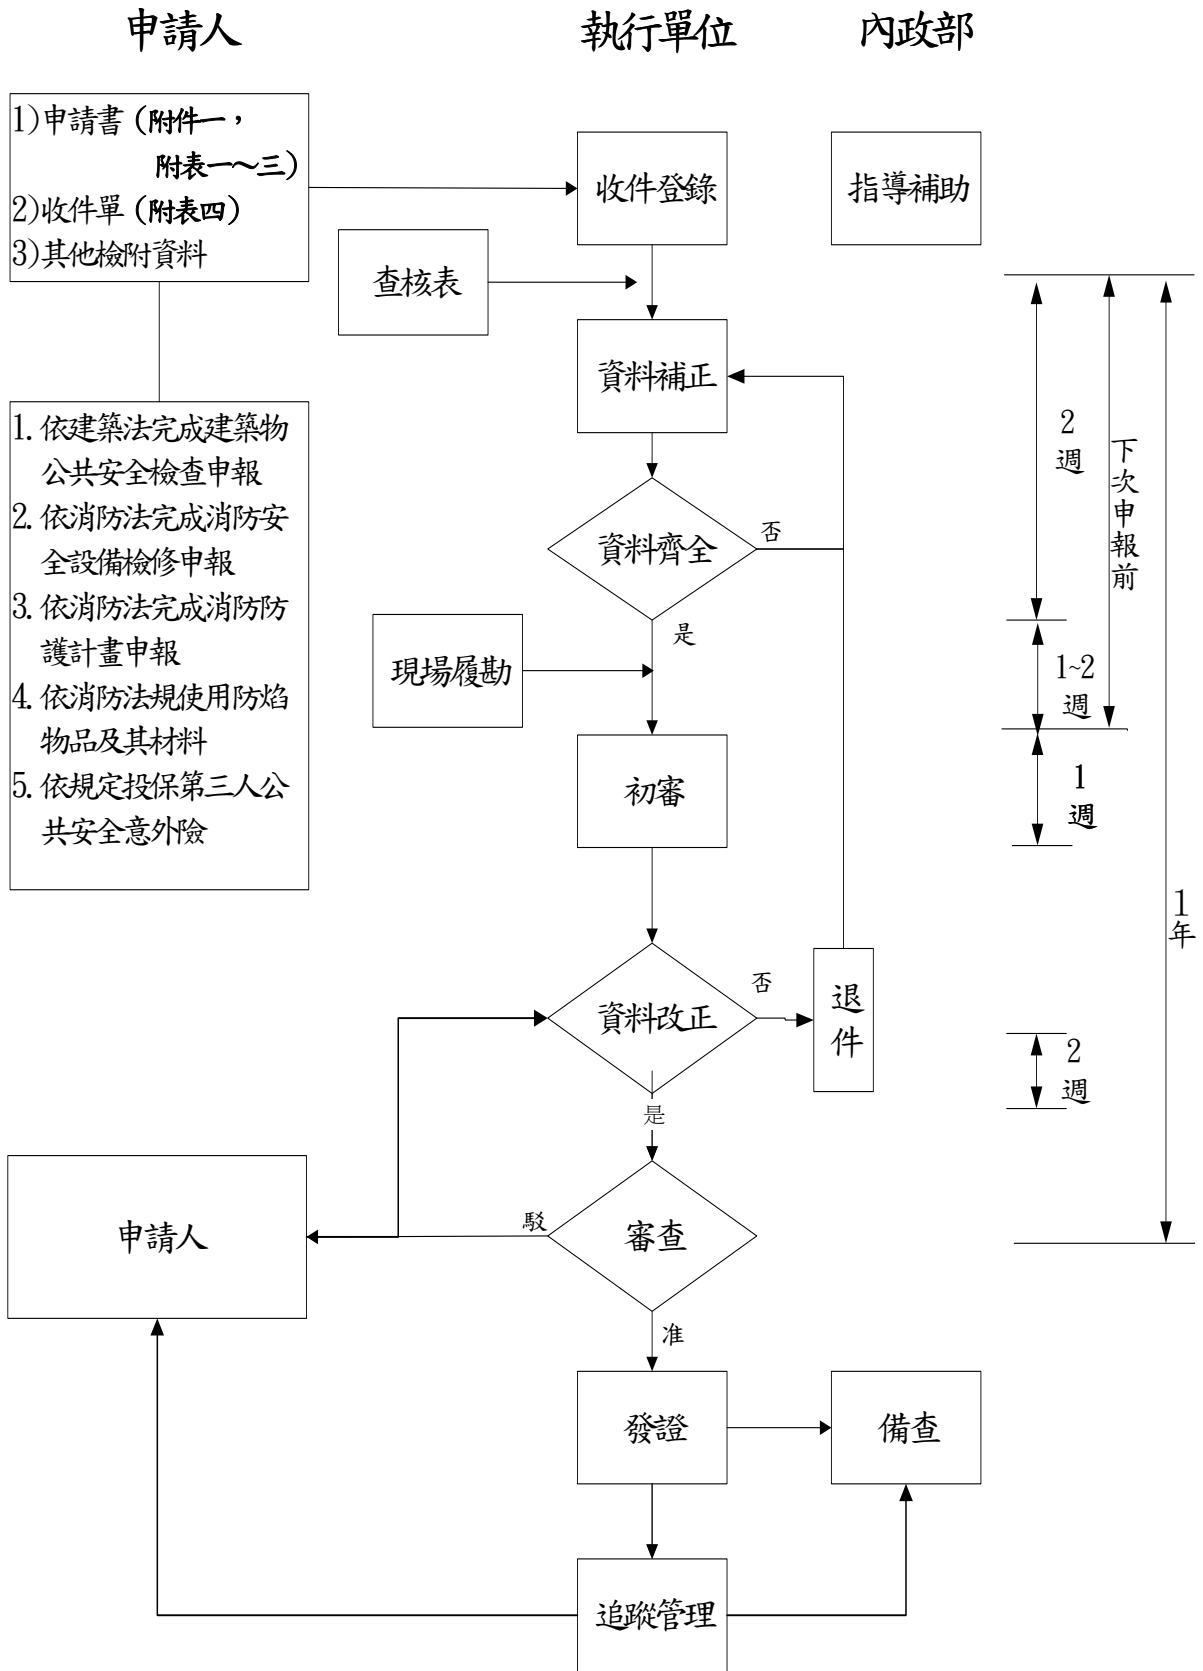 申請人
執行單位
內政部
1)申請書(附件一，
附表一～三)
2)收件單(附表四)
3)其他檢附資料
收件登錄
指導補助
查核表
資料補正
1. 依建築法完成建築物
公共安全檢查申報
2. 依消防法完成消防安
全設備檢修申報
3. 依消防法完成消防防
護計畫申報
4. 依消防法規使用防焰
物品及其材料
5. 依規定投保第三人公
共安全意外險
資料齊全
否
是
現場履勘
初審
2
週
下次申報前
1~2
週
1
週
1年
資料改正
否
退件
2
週
是
申請人
駁
審查
准
發證
備查
追蹤管理